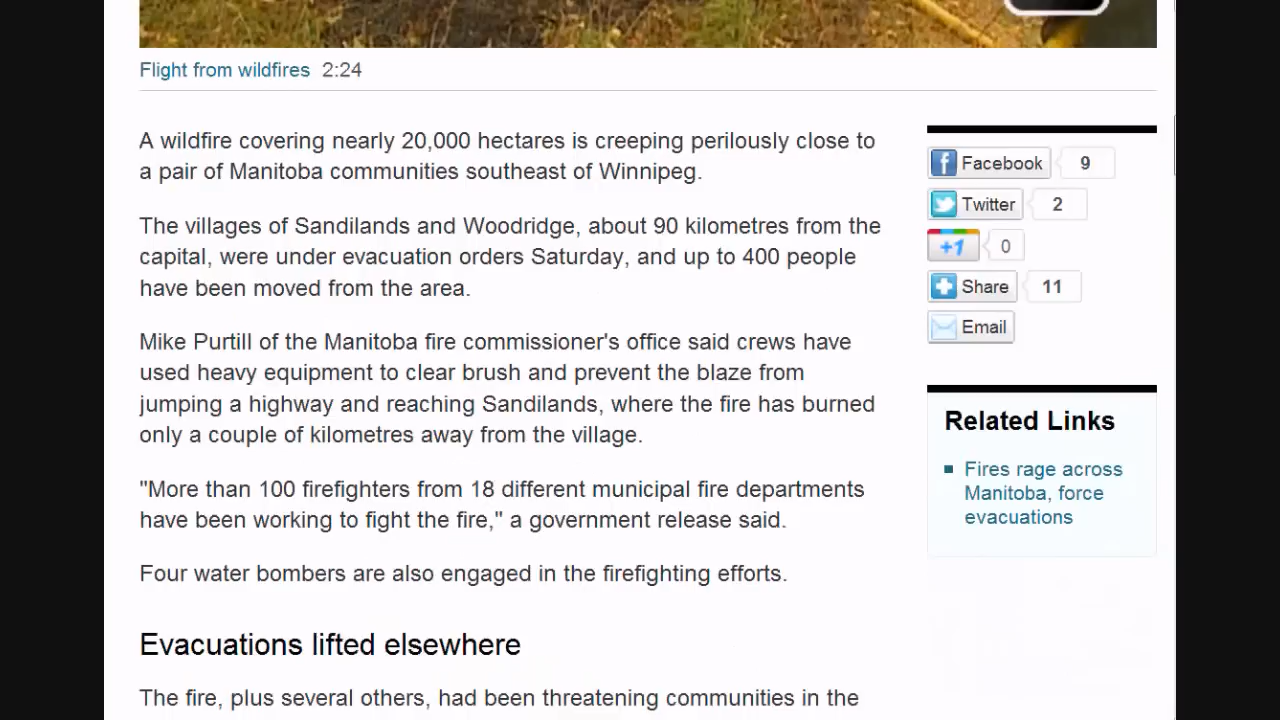 Flight from wildfires 2:24
A wildfire covering nearly 20,000 hectares is creeping perilously close to
a pair of Manitoba communities southeast of Winnipeg.
The villages of Sandilands and Woodridge, about 90 kilometres from the
capital, were under evacuation orders Saturday, and up to 400 people
have been moved from the area.
Mike Purtill of the Manitoba fire commissioner's office said crews have
used heavy equipment to clear brush and prevent the blaze from
jumping a highway and reaching Sandilands, where the fire has burned
only a couple of kilometres away from the village.
"More than 100 firefighters from 18 different municipal fire departments
have been working to fight the fire," a government release said.
Four water bombers are also engaged in the firefighting efforts.
Evacuations lifted elsewhere
The fire, plus several others, had been threatening communities in the
Facebook 9
Twitter 2
+1 0
Share 11
Email
Related Links
Fires rage across
Manitoba, force
evacuations